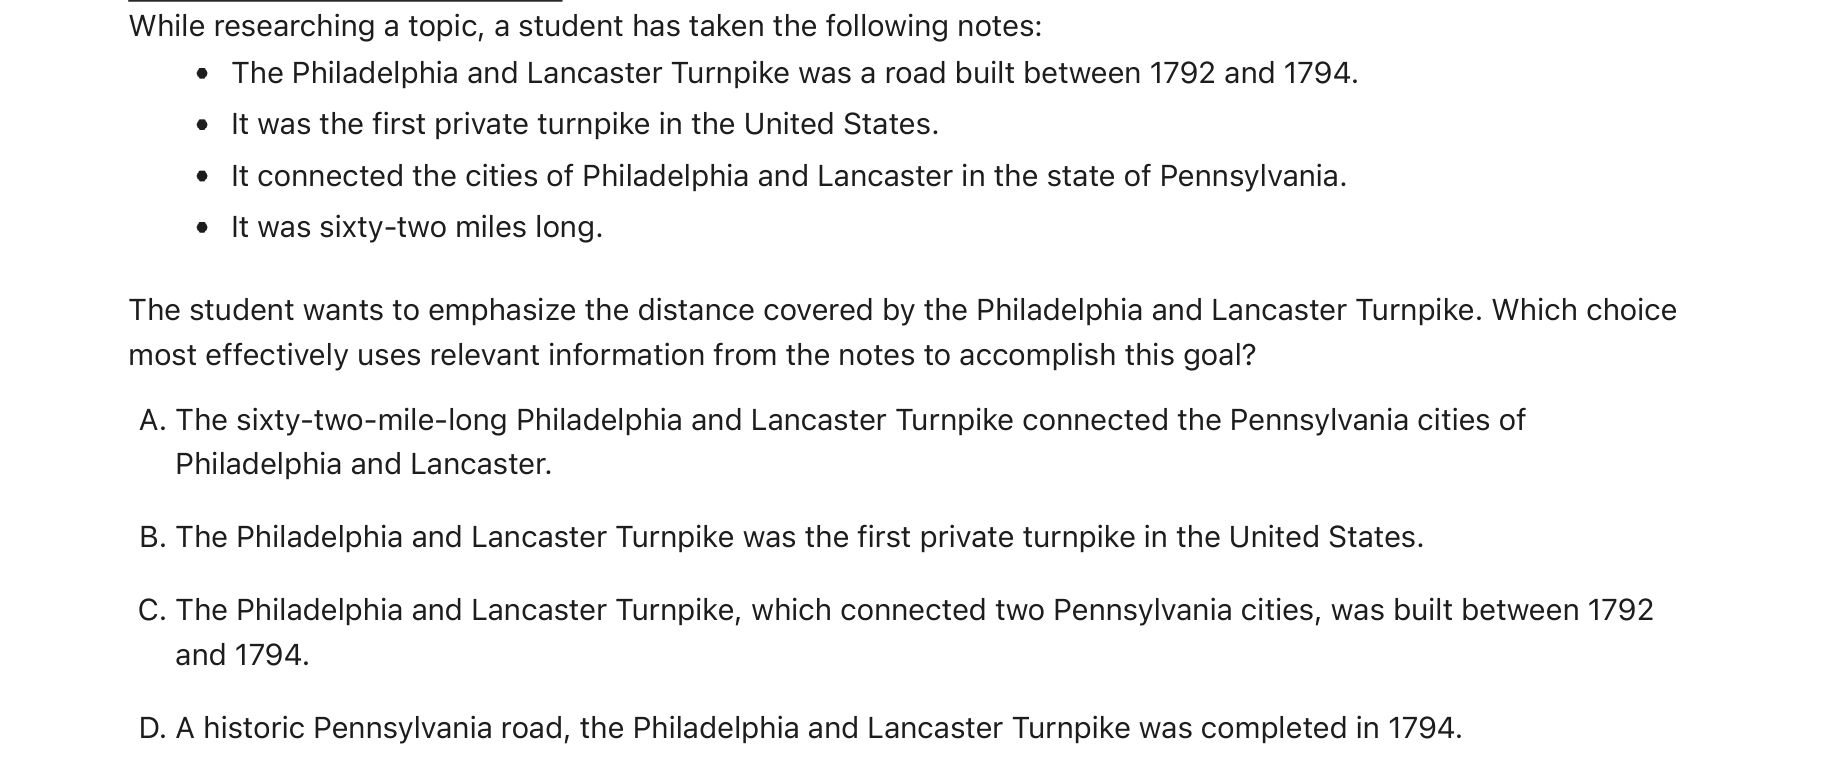 While researching a topic, a student has taken the following notes:
• The Philadelphia and Lancaster Turnpike was a road built between 1792 and 1794.
• It was the first private turnpike in the United States.
• It connected the cities of Philadelphia and Lancaster in the state of Pennsylvania.
• It was sixty-two miles long.
The student wants to emphasize the distance covered by the Philadelphia and Lancaster Turnpike. Which choice
most effectively uses relevant information from the notes to accomplish this goal?
A. The sixty-two-mile-long Philadelphia and Lancaster Turnpike connected the Pennsylvania cities of
Philadelphia and Lancaster.
B. The Philadelphia and Lancaster Turnpike was the first private turnpike in the United States.
C. The Philadelphia and Lancaster Turnpike, which connected two Pennsylvania cities, was built between 1792
and 1794.
D. A historic Pennsylvania road, the Philadelphia and Lancaster Turnpike was completed in 1794.